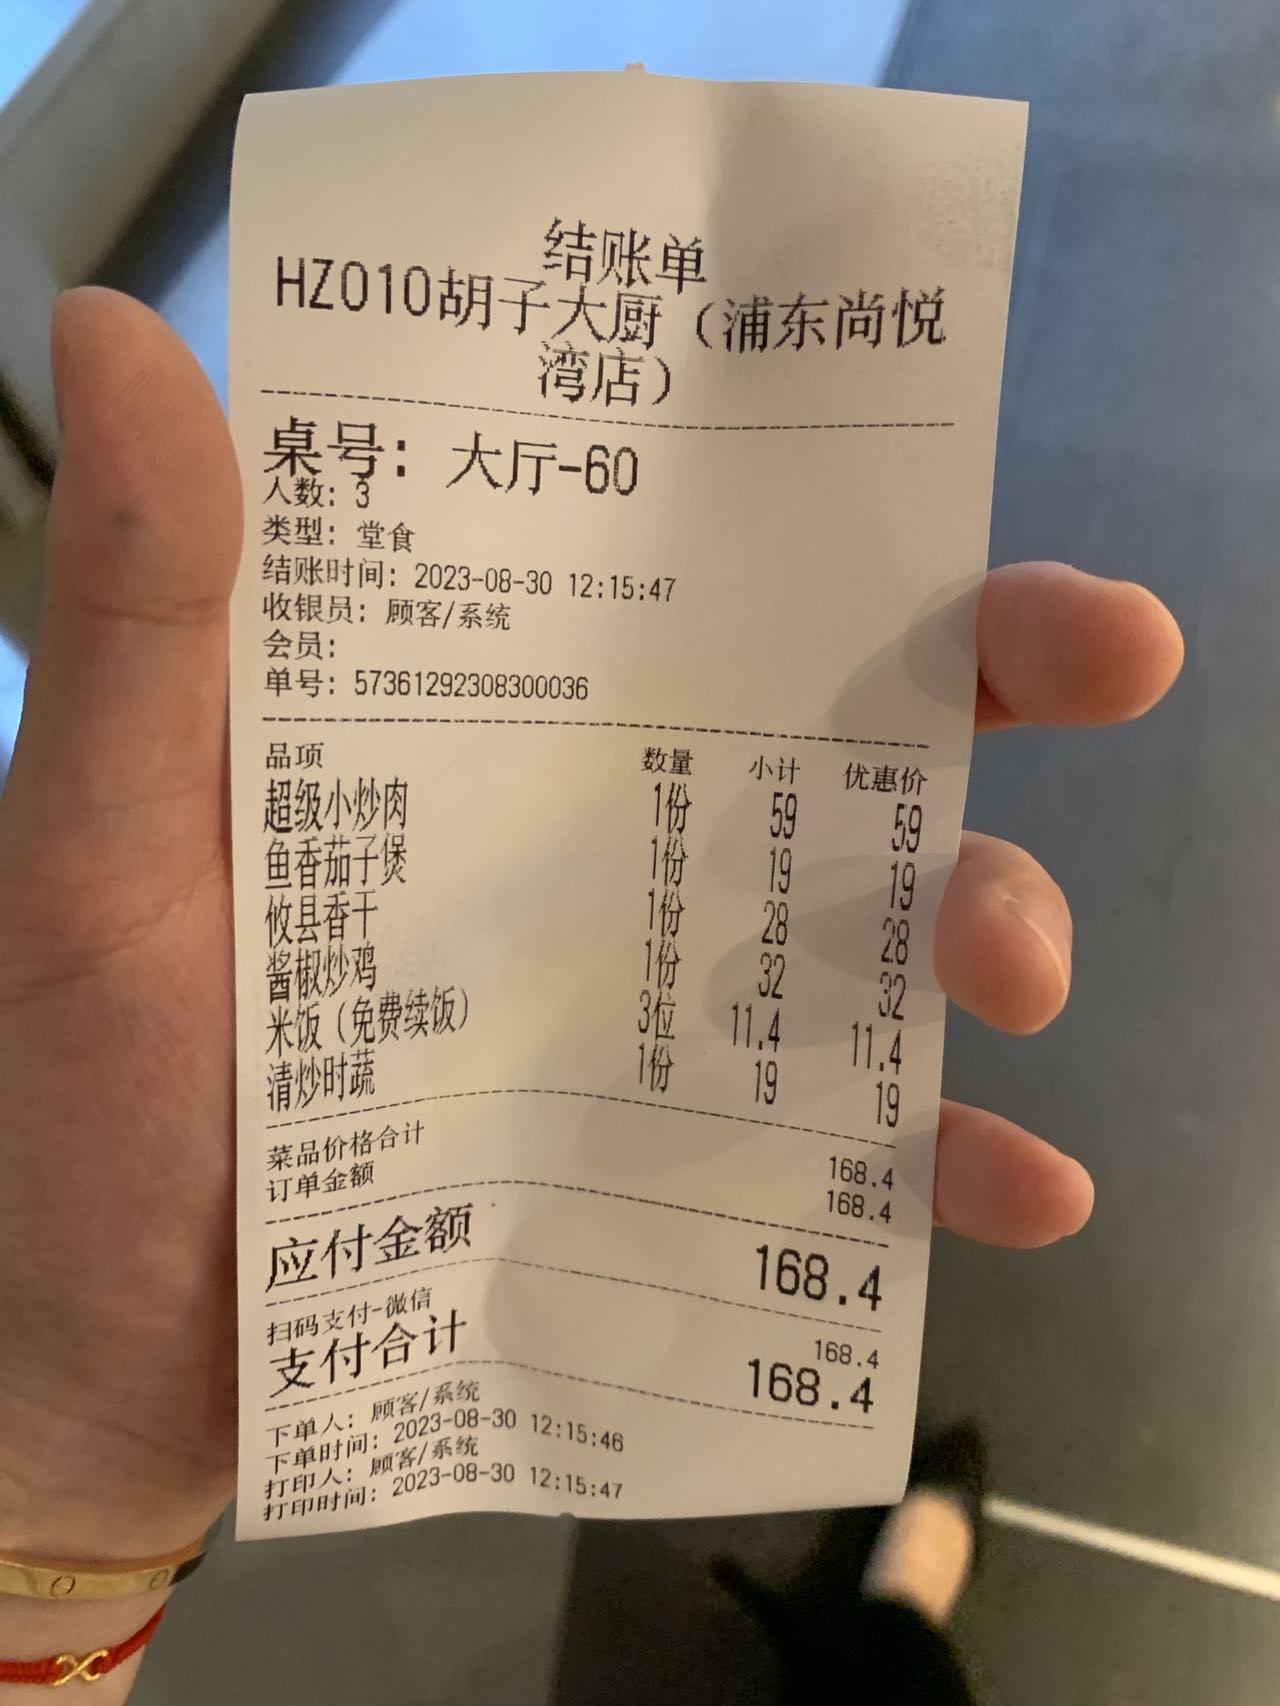 结账单
HZ010胡子大厨（浦东尚悦
湾店）
桌号： 大厅-60
人数：3
类型：堂食
结账时间：2023-08-30 12:15:47
收银员：顾客/系统
会员：
单号：57361292308300036
品项 数量 小计 优惠价
超级小炒肉 1份 59 59
鱼香茄子煲 1份 19 19
攸县香干 1份 28 28
酱椒炒鸡 1份 32 32
米饭（免费续饭） 3位 11.4 11.4
清炒时蔬 1份 19 19
菜品价格合计 168.4
订单金额 168.4
应付金额 168.4
扫码支付-微信 168.4
支付合计 168.4
下单人：顾客/系统
下单时间：2023-08-30 12:15:46
打印人：顾客/系统
打印时间：2023-08-30 12:15:47